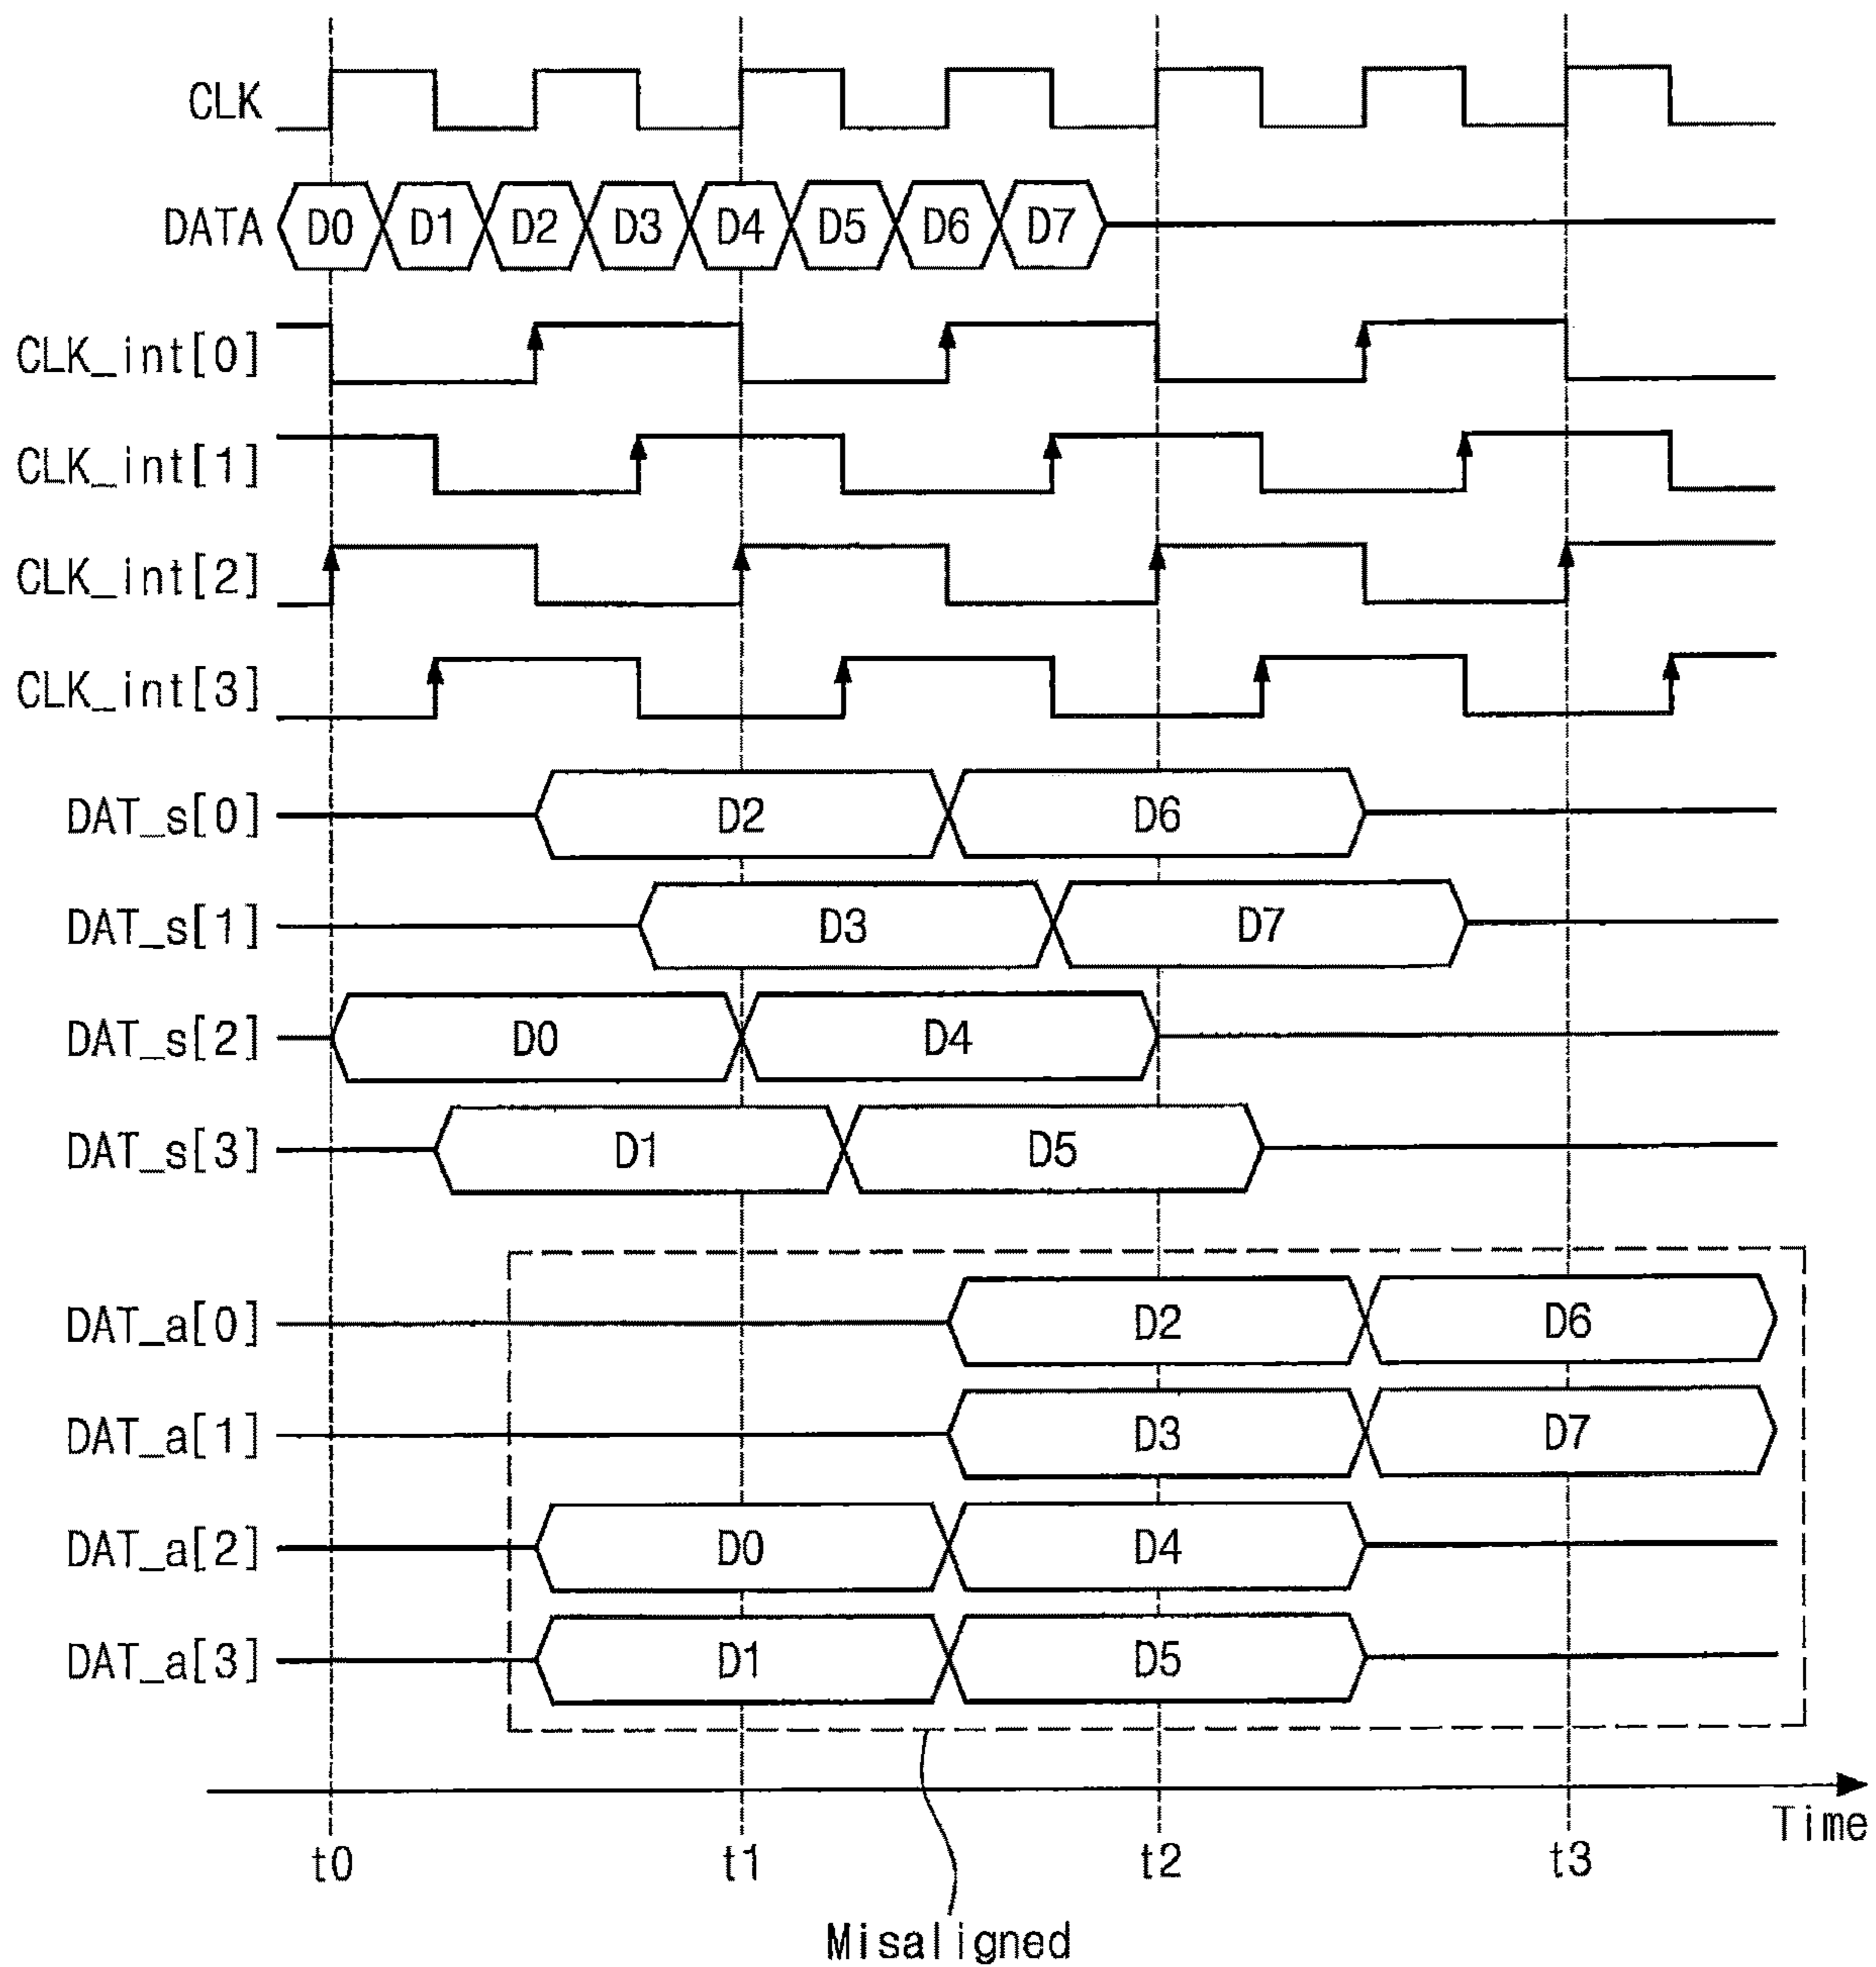 CLK
DATA D0 D1 D2 D3 D4 D5 D6 D7
CLK_int[0]
CLK_int[1]
CLK_int[2]
CLK_int[3]
DAT_s[0] D2 D6
DAT_s[1] D3 D7
DAT_s[2] D0 D4
DAT_s[3] D1 D5
DAT_a[0] D2 D6
DAT_a[1] D3 D7
DAT_a[2] D0 D4
DAT_a[3] D1 D5
Time
t0 t1 t2 t3
Misaligned